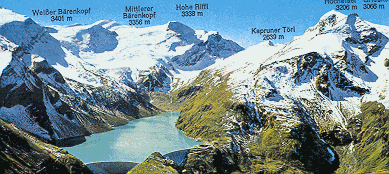 Weißer Bärenkopf
3401 m
Mittlerer
Bärenkopf
3356 m
Hohe Riffl
3338 m
Kapruner Törl
2639 m
3206 m
3066 m